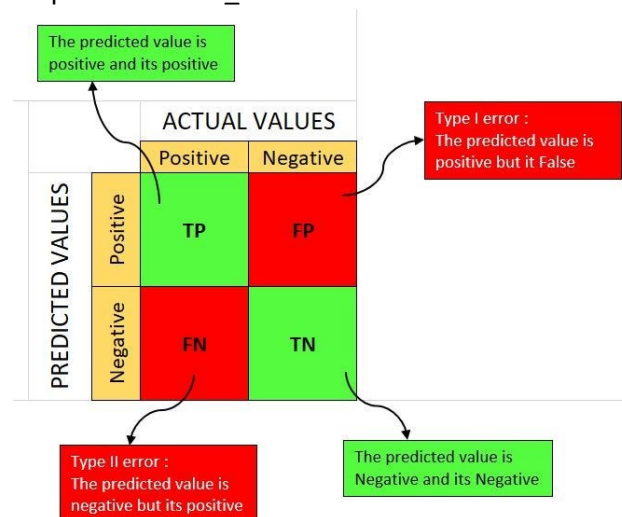 The predicted value is
positive and its positive
ACTUAL VALUES
Positive Negative
Type I error :
The predicted value is
positive but it False
PREDICTED VALUES
Positive
TP FP
Negative
FN TN
Type II error :
The predicted value is
negative but its positive
The predicted value is
Negative and its Negative